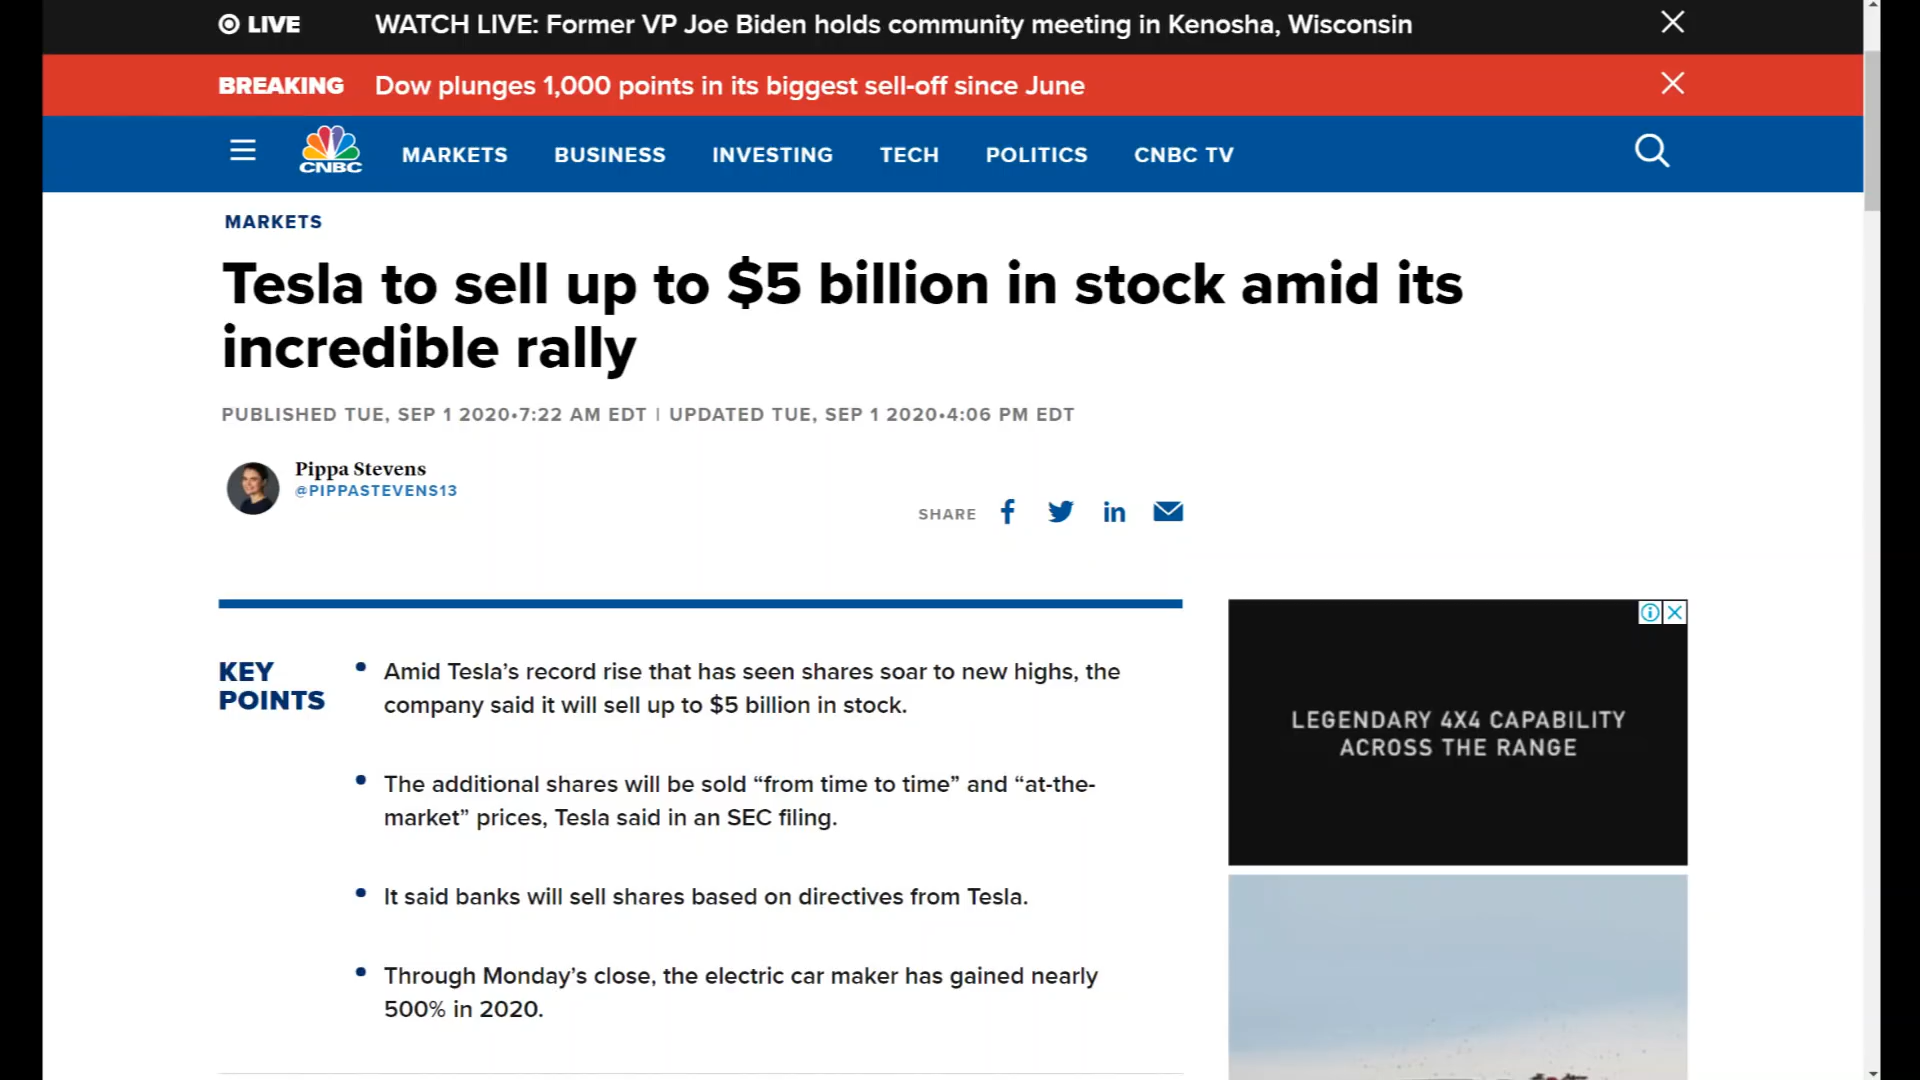 LIVE WATCH LIVE: Former VP Joe Biden holds community meeting in Kenosha, Wisconsin
BREAKING Dow plunges 1,000 points in its biggest sell-off since June
CNBC MARKETS BUSINESS INVESTING TECH POLITICS CNBC TV
MARKETS
Tesla to sell up to $5 billion in stock amid its
incredible rally
PUBLISHED TUE, SEP 1 2020•7:22 AM EDT | UPDATED TUE, SEP 1 2020•4:06 PM EDT
Pippa Stevens
@PIPPASTEVENS13
SHARE
KEY
POINTS
Amid Tesla’s record rise that has seen shares soar to new highs, the
company said it will sell up to $5 billion in stock.
The additional shares will be sold “from time to time” and “at-the-
market” prices, Tesla said in an SEC filing.
It said banks will sell shares based on directives from Tesla.
Through Monday’s close, the electric car maker has gained nearly
500% in 2020.
LEGENDARY 4X4 CAPABILITY
ACROSS THE RANGE